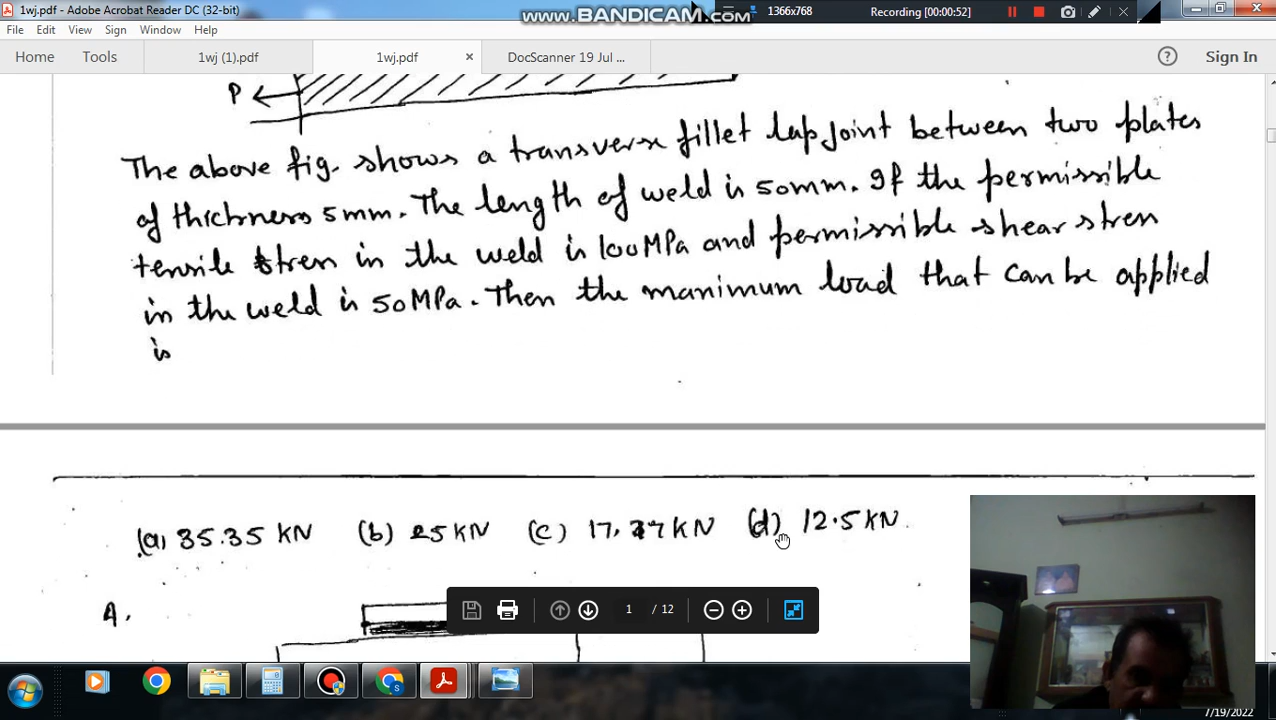 1wj.pdf - Adobe Acrobat Reader DC (32-bit)
www.BANDICAM.com
1366x768
Recording [00:00:52]
File Edit View Sign Window Help
Home Tools 1wj (1).pdf 1wj.pdf × DocScanner 19 Jul ... Sign In
P
The above fig. shows a transverse fillet lap joint between two plates
of thickness 5 mm. The length of weld is 50mm. If the permissible
tensile stress in the weld is 100MPa and permissible shear stress
in the weld is 50MPa. Then the maximum load that can be applied
is
(a) 35.35 KN (b) 25 KN (c) KN (d) 12.5 KN
A.
1 / 12
7/19/2022